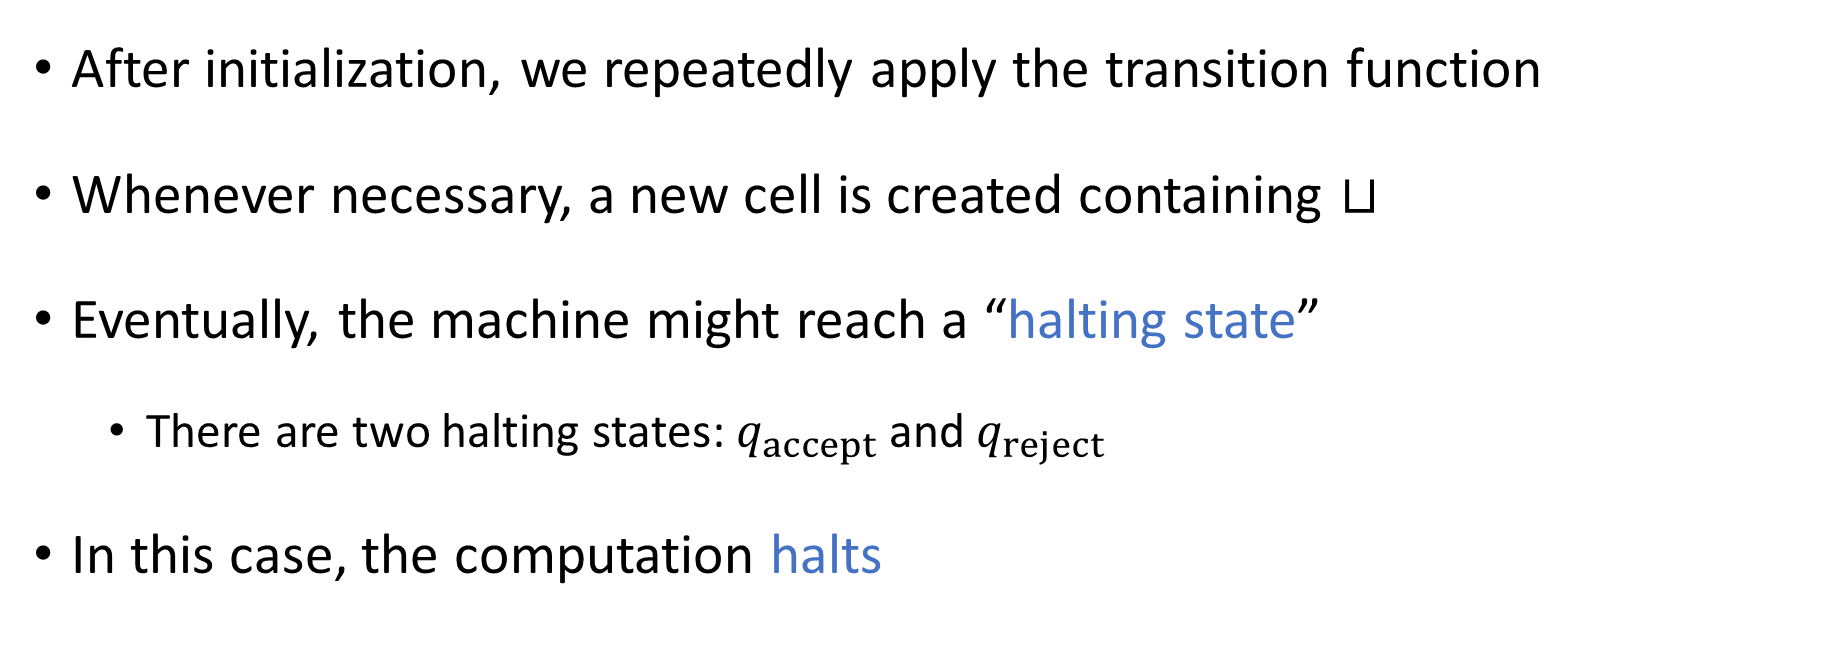 • After initialization, we repeatedly apply the transition function
• Whenever necessary, a new cell is created containing ⊔
• Eventually, the machine might reach a “halting state”
• There are two halting states: q_accept and q_reject
• In this case, the computation halts